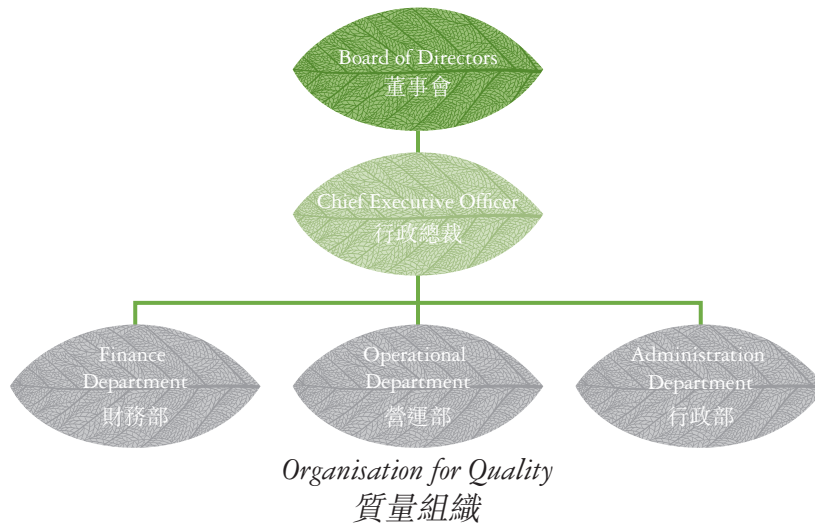 Board of Directors
董事會
Chief Executive Officer
行政總裁
Finance
Department
財務部
Operational
Department
營運部
Administration
Department
行政部
Organisation for Quality
質量組織